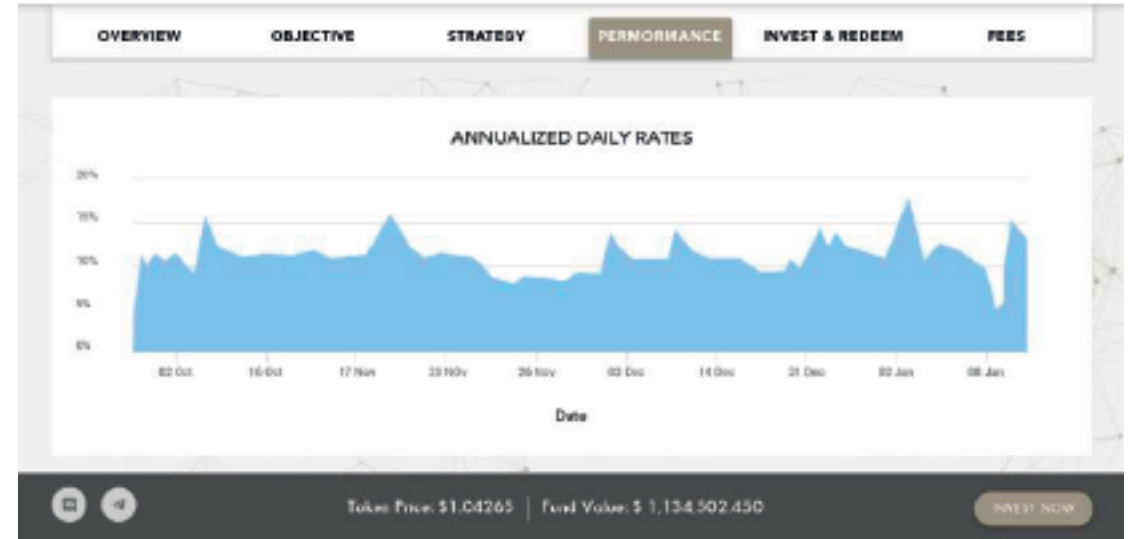 OVERVIEW OBJECTIVE STRATEGY PERMORMANCE INVEST & REDEEM FEES
ANNUALIZED DAILY RATES
20%
15%
10%
5%
0%
02 Oct 16 Oct 17 Nov 23 Nov 26 Nov 03 Dec 14 Dec 21 Dec 02 Jan 08 Jan
Date
Token Price: $1.04265 | Fund Value: $ 1,134,502,450 INVEST NOW